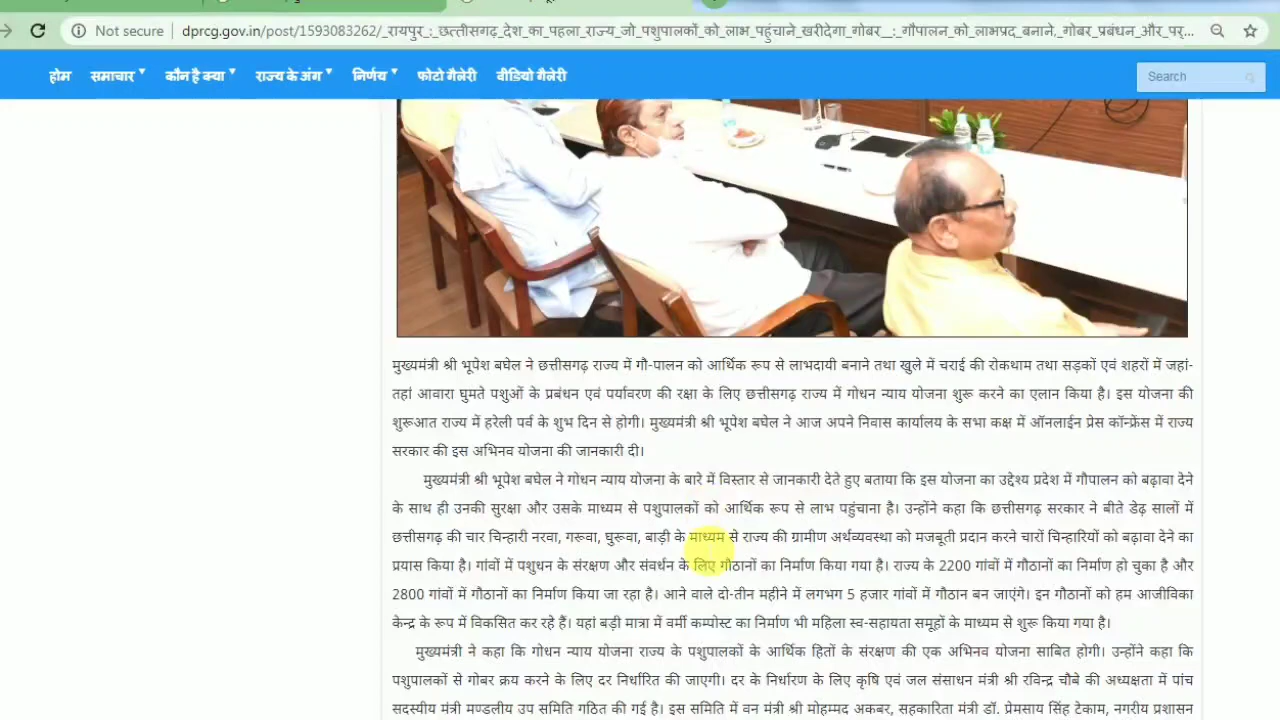 Not secure | dprcg.gov.in/post/1593083262/_रायपुर_:_छत्तीसगढ़_देश_का_पहला_राज्य_जो_पशुपालकों_को_लाभ_पहुंचाने_खरीदेगा_गोबर__:_गौपालन_को_लाभप्रद_बनाने,_गोबर_प्रबंधन_और_पर्...
होम समाचार कौन है क्या राज्य के अंग निर्णय फोटो गैलेरी वीडियो गैलेरी Search
मुख्यमंत्री श्री भूपेश बघेल ने छत्तीसगढ़ राज्य में गौ-पालन को आर्थिक रूप से लाभदायी बनाने तथा खुले में चराई की रोकथाम तथा सड़कों एवं शहरों में जहां-
तहां आवारा घुमते पशुओं के प्रबंधन एवं पर्यावरण की रक्षा के लिए छत्तीसगढ़ राज्य में गोधन न्याय योजना शुरू करने का एलान किया है। इस योजना की
शुरूआत राज्य में हरेली पर्व के शुभ दिन से होगी। मुख्यमंत्री श्री भूपेश बघेल ने आज अपने निवास कार्यालय के सभा कक्ष में ऑनलाईन प्रेस कॉन्फ्रेंस में राज्य
सरकार की इस अभिनव योजना की जानकारी दी।
मुख्यमंत्री श्री भूपेश बघेल ने गोधन न्याय योजना के बारे में विस्तार से जानकारी देते हुए बताया कि इस योजना का उद्देश्य प्रदेश में गौपालन को बढ़ावा देने
के साथ ही उनकी सुरक्षा और उसके माध्यम से पशुपालकों को आर्थिक रूप से लाभ पहुंचाना है। उन्होंने कहा कि छत्तीसगढ़ सरकार ने बीते डेढ़ सालों में
छत्तीसगढ़ की चार चिन्हारी नरवा, गरूवा, घुरूवा, बाड़ी के माध्यम से राज्य की ग्रामीण अर्थव्यवस्था को मजबूती प्रदान करने चारों चिन्हारियों को बढ़ावा देने का
प्रयास किया है। गांवों में पशुधन के संरक्षण और संवर्धन के लिए गौठानों का निर्माण किया गया है। राज्य के 2200 गांवों में गौठानों का निर्माण हो चुका है और
2800 गांवों में गौठानों का निर्माण किया जा रहा है। आने वाले दो-तीन महीने में लगभग 5 हजार गांवों में गौठान बन जाएंगे। इन गौठानों को हम आजीविका
केन्द्र के रूप में विकसित कर रहे हैं। यहां बड़ी मात्रा में वर्मी कम्पोस्ट का निर्माण भी महिला स्व-सहायता समूहों के माध्यम से शुरू किया गया है।
मुख्यमंत्री ने कहा कि गोधन न्याय योजना राज्य के पशुपालकों के आर्थिक हितों के संरक्षण की एक अभिनव योजना साबित होगी। उन्होंने कहा कि
पशुपालकों से गोबर क्रय करने के लिए दर निर्धारित की जाएगी। दर के निर्धारण के लिए कृषि एवं जल संसाधन मंत्री श्री रविन्द्र चौबे की अध्यक्षता में पांच
सदस्यीय मंत्री मण्डलीय उप समिति गठित की गई है। इस समिति में वन मंत्री श्री मोहम्मद अकबर, सहकारिता मंत्री डॉ. प्रेमसाय सिंह टेकाम, नगरीय प्रशासन